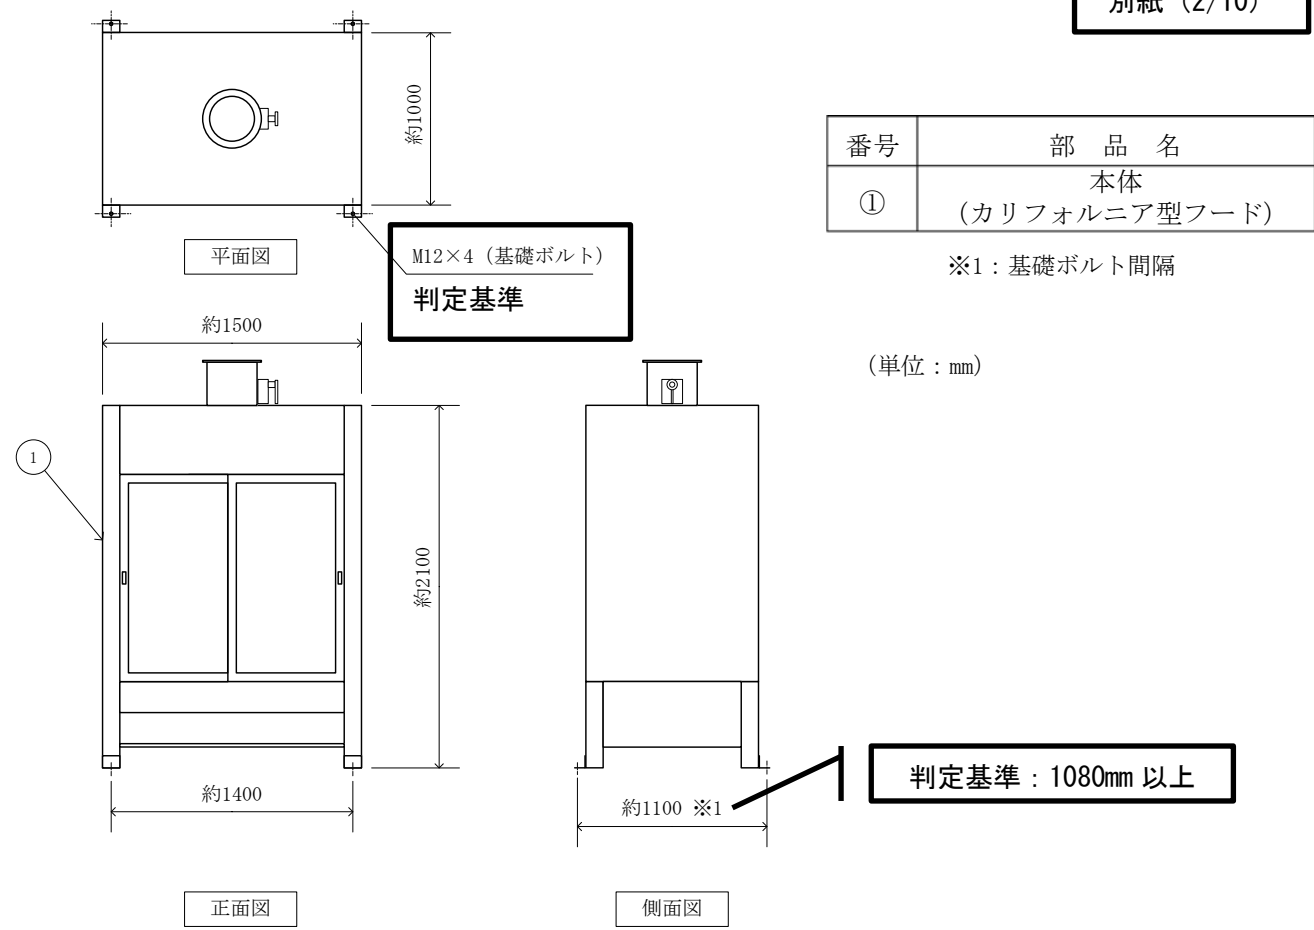 別紙（2/10）
約1000
番号 部 品 名
① 本体
（カリフォルニア型フード）
※1：基礎ボルト間隔
（単位：mm）
平面図
M12×4（基礎ボルト）
判定基準
約1500
1
約2100
約1400
約1100 ※1
判定基準：1080mm 以上
正面図
側面図